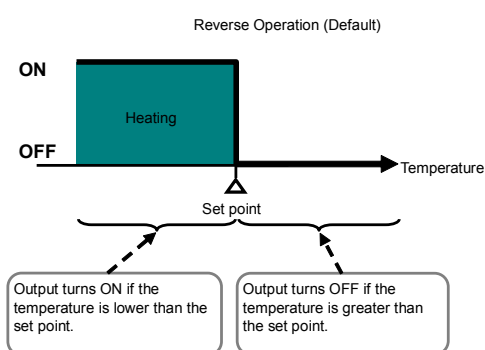 Reverse Operation (Default)
ON
Heating
OFF
Temperature
Set point
Output turns ON if the
temperature is lower than the
set point.
Output turns OFF if the
temperature is greater than
the set point.